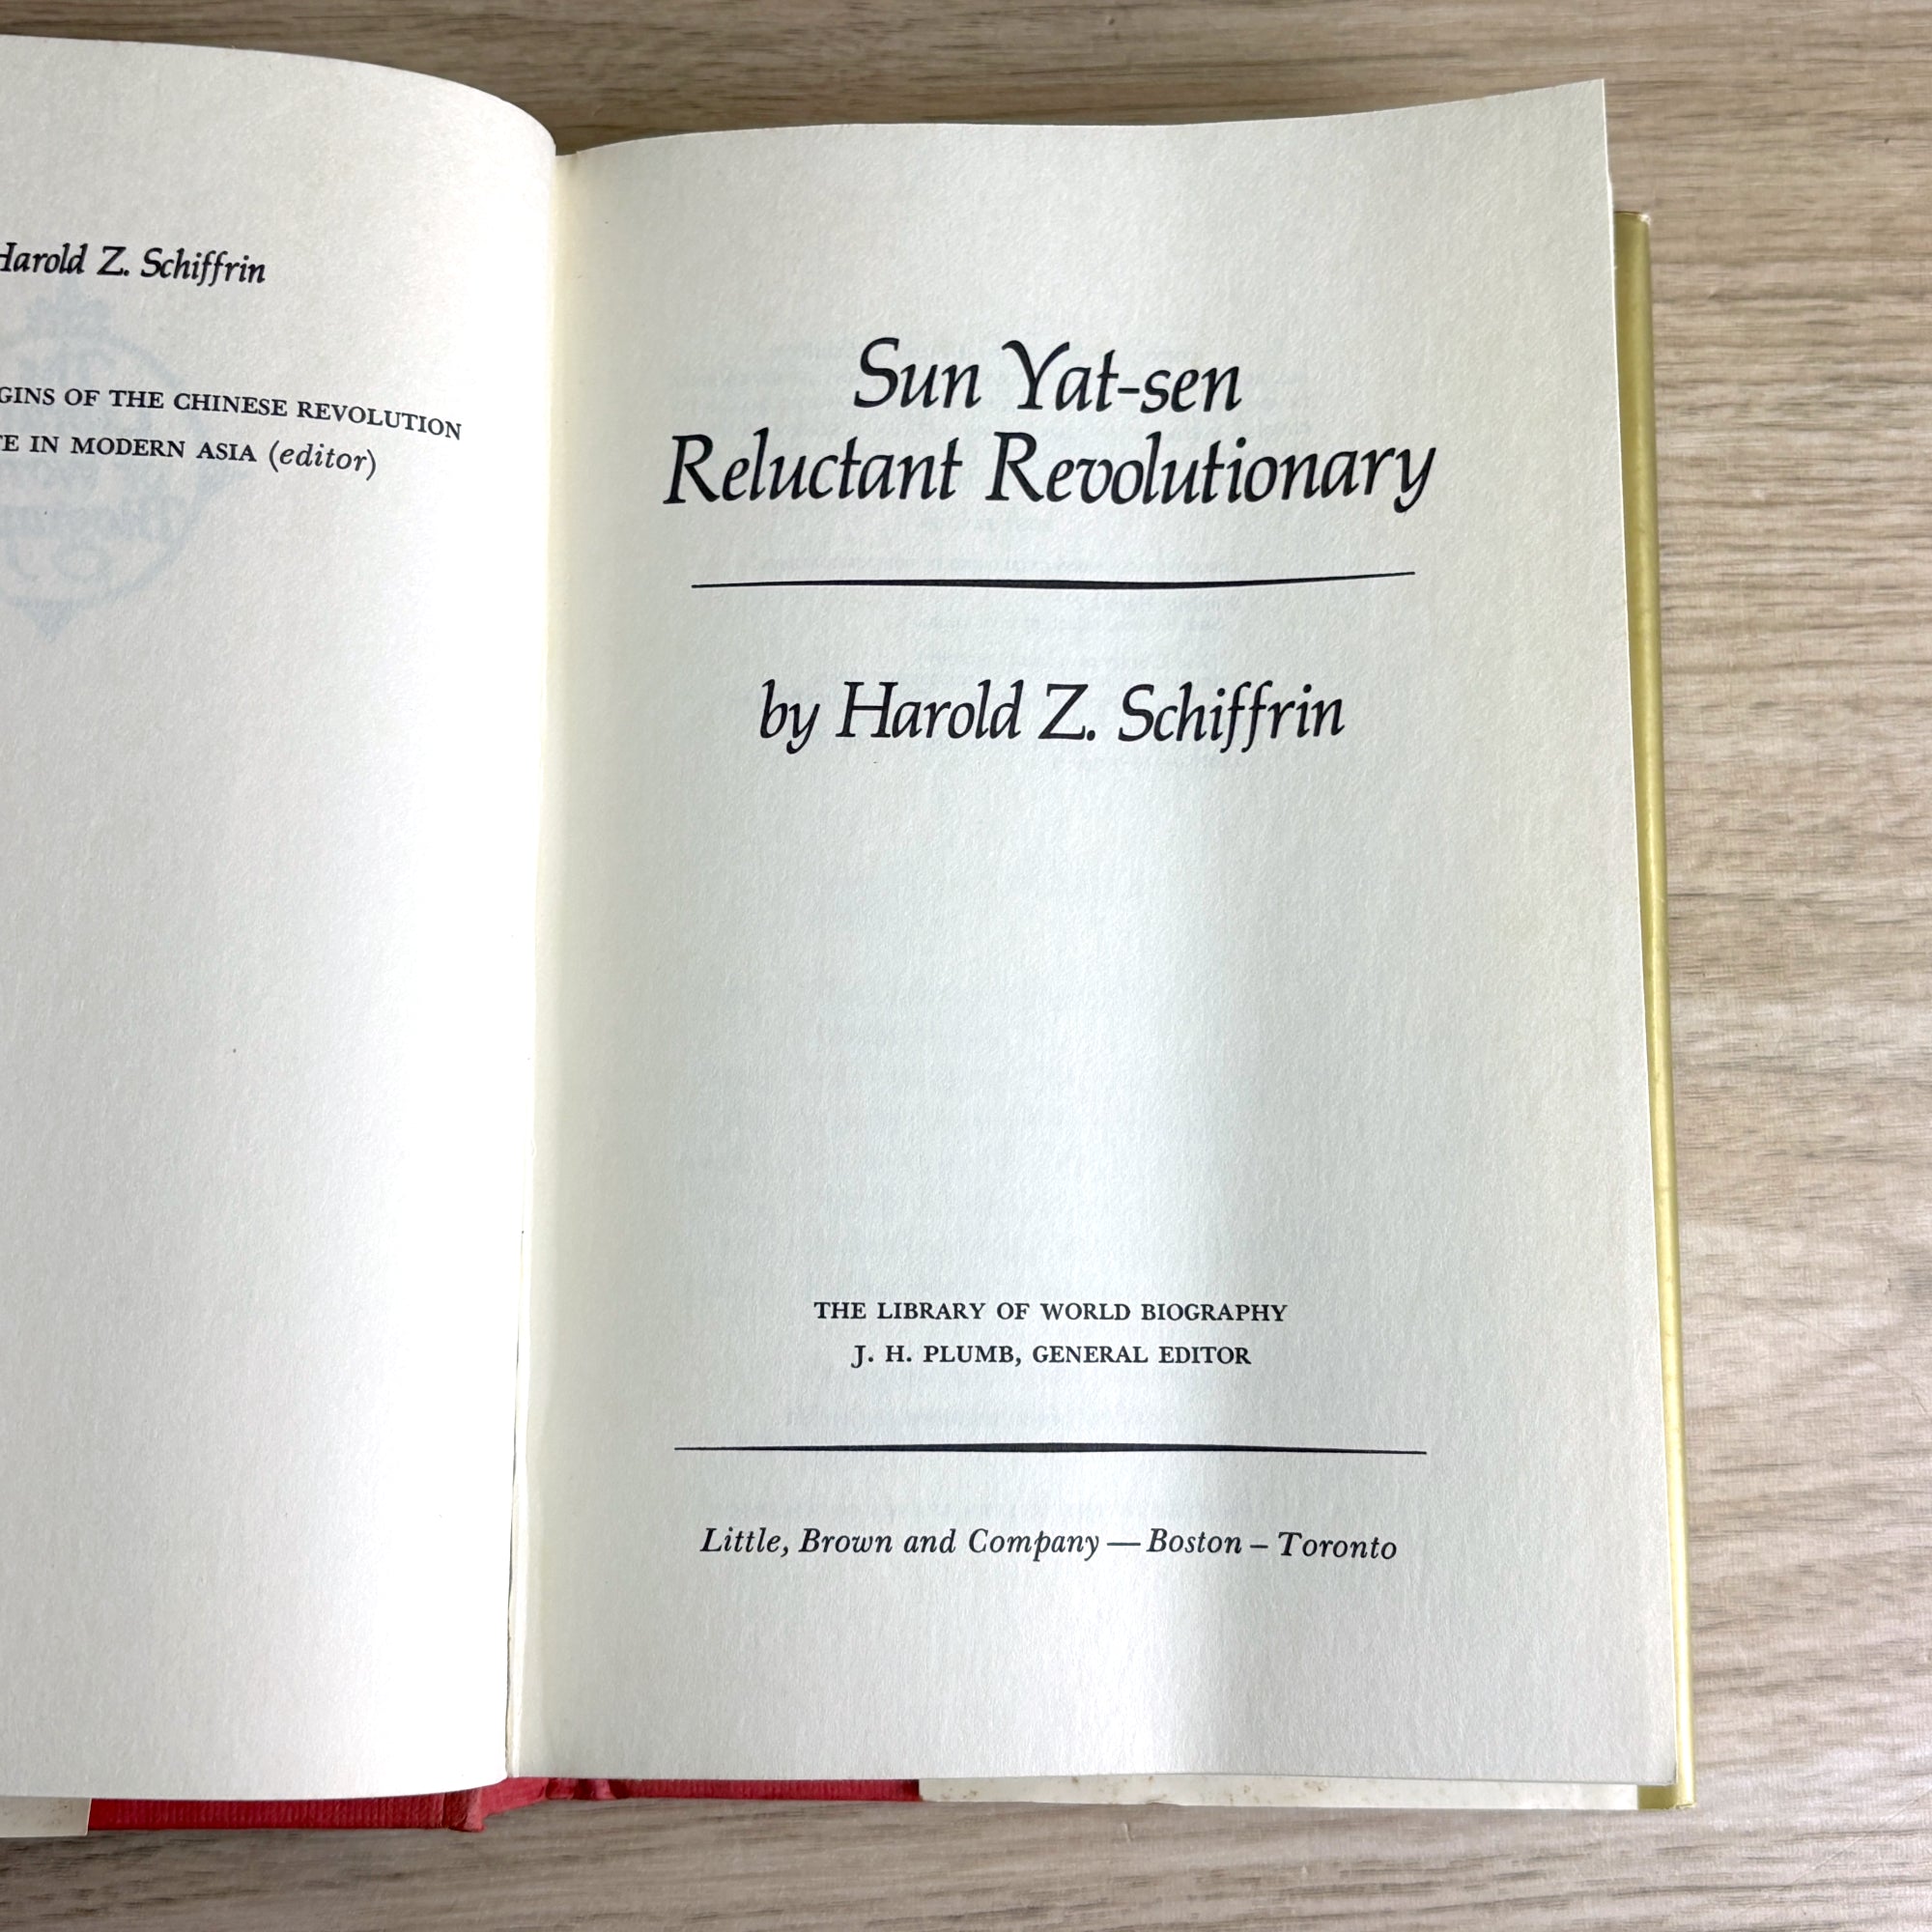 Harold Z. Schiffrin
OF THE CHINESE REVOLUTION
IN MODERN ASIA (editor)
Sun Yat-sen
Reluctant Revolutionary
by Harold Z. Schiffrin
THE LIBRARY OF WORLD BIOGRAPHY
J. H. PLUMB, GENERAL EDITOR
Little, Brown and Company — Boston – Toronto